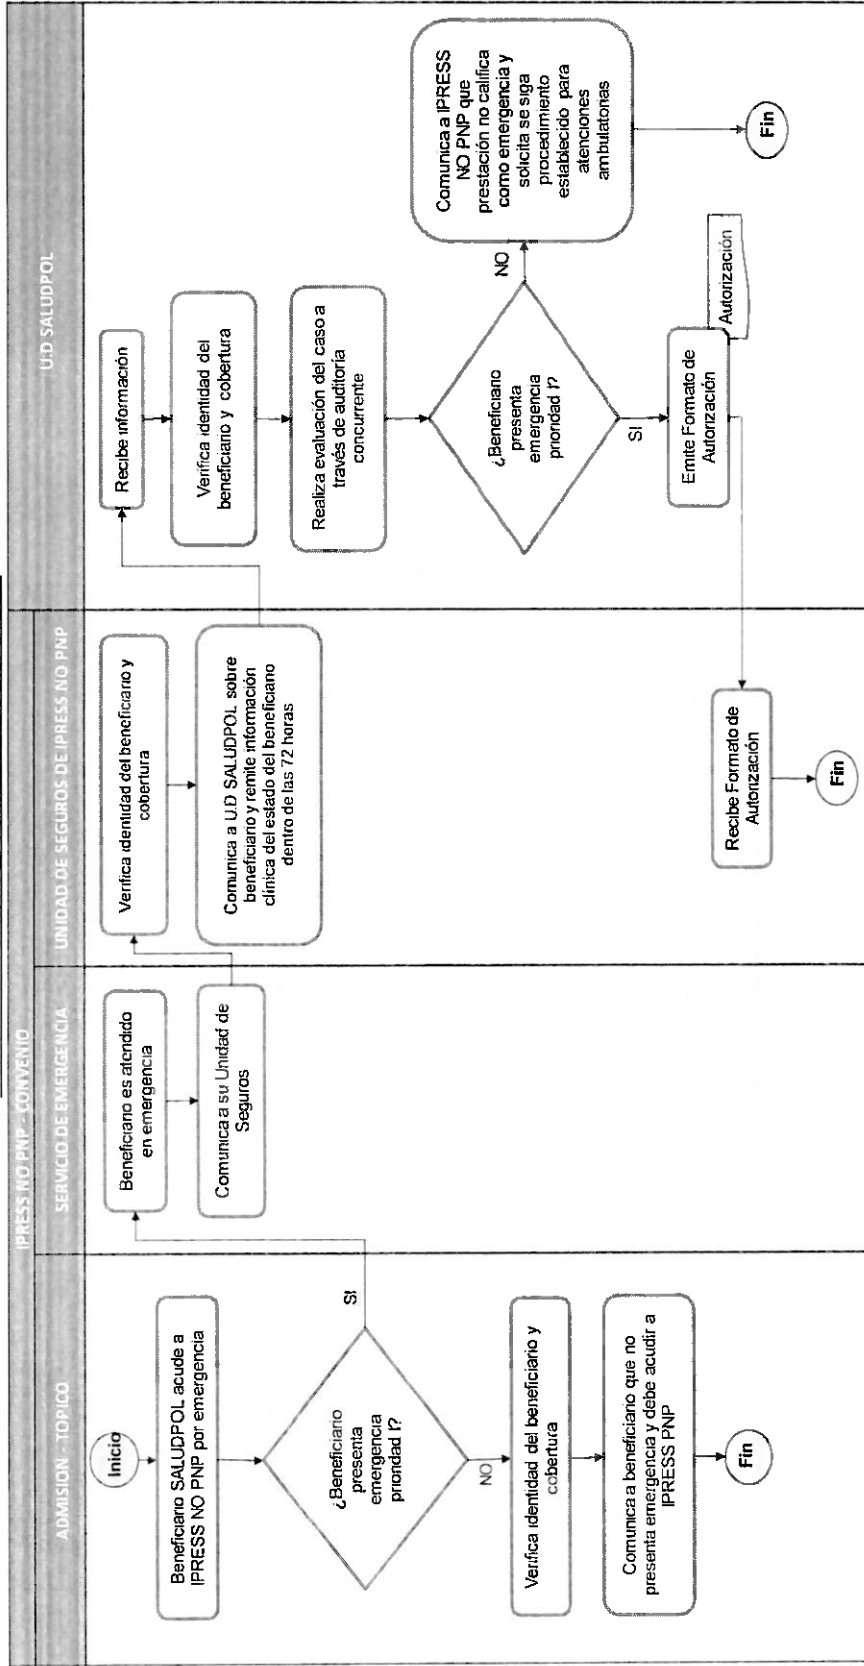 IPRESS NO PNP - CONVENIO
U.D SALUDPOL
ADMISION - TOPICO
SERVICIO DE EMERGENCIA
UNIDAD DE SEGUROS DE IPRESS NO PNP
Inicio
Beneficiario SALUDPOL acude a
IPRESS NO PNP por emergencia
¿Beneficiario
presenta
emergencia
prioridad I?
SI
NO
Verifica identidad del beneficiario y
cobertura
Comunica a beneficiario que no
presenta emergencia y debe acudir a
IPRESS PNP
Fin
Beneficiario es atendido
en emergencia
Comunica a su Unidad de
Seguros
Verifica identidad del beneficiario y
cobertura
Comunica a U.D SALUDPOL sobre
beneficiario y remite información
clínica del estado del beneficiario
dentro de las 72 horas
Recibe Formato de
Autorización
Fin
Recibe información
Verifica identidad del
beneficiario y cobertura
Realiza evaluación del caso a
través de auditoría
concurrente
¿Beneficiario
presenta
emergencia
prioridad I?
NO
SI
Comunica a IPRESS
NO PNP que
prestación no califica
como emergencia y
solicita se siga
procedimiento
establecido para
atenciones
ambulatorias
Fin
Emite Formato de
Autorización
Autorización